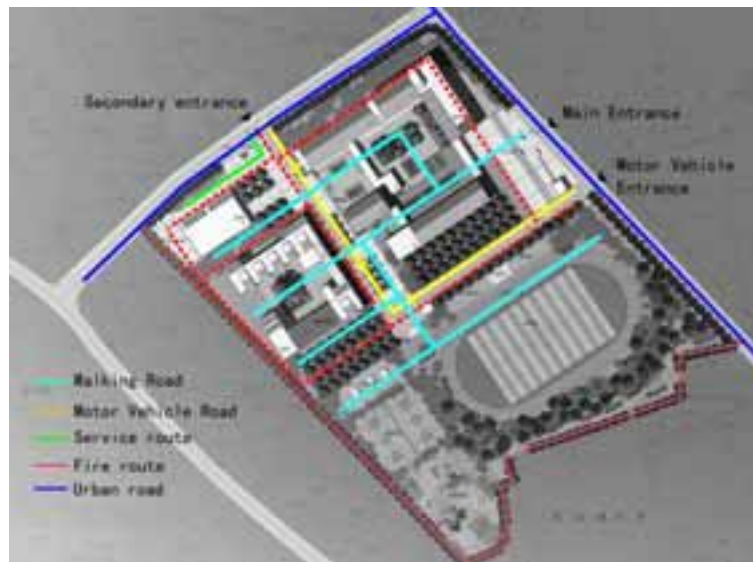 Secondary entrance
Main Entrance
Motor Vehicle
Entrance
Walking Road
Motor Vehicle Road
Service route
Fire route
Urban road